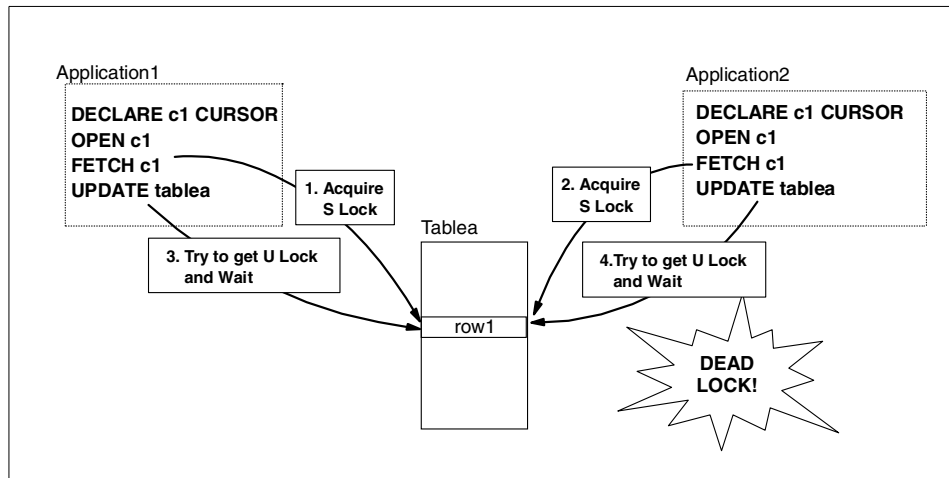 Application1
DECLARE c1 CURSOR
OPEN c1
FETCH c1
UPDATE tablea
Application2
DECLARE c1 CURSOR
OPEN c1
FETCH c1
UPDATE tablea
1. Acquire
S Lock
2. Acquire
S Lock
Tablea
3. Try to get U Lock
and Wait
4.Try to get U Lock
and Wait
row1
DEAD
LOCK!